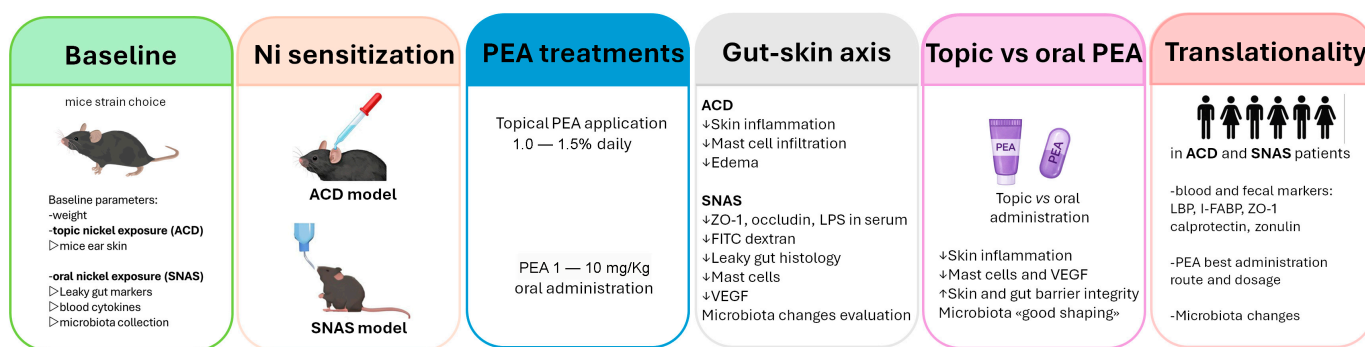 Baseline
mice strain choice
Baseline parameters:
-weight
-topic nickel exposure (ACD)
▷mice ear skin
-oral nickel exposure (SNAS)
▷Leaky gut markers
▷blood cytokines
▷microbiota collection
Ni sensitization
ACD model
SNAS model
PEA treatments
Topical PEA application
1.0 — 1.5% daily
PEA 1 — 10 mg/Kg
oral administration
Gut-skin axis
ACD
↓Skin inflammation
↓Mast cell infiltration
↓Edema
SNAS
↓ZO-1, occludin, LPS in serum
↓FITC dextran
↓Leaky gut histology
↓Mast cells
↓VEGF
Microbiota changes evaluation
Topic vs oral PEA
PEA
PEA
Topic vs oral
administration
↓Skin inflammation
↓Mast cells and VEGF
↑Skin and gut barrier integrity
Microbiota «good shaping»
Translationality
in ACD and SNAS patients
-blood and fecal markers:
LBP, I-FABP, ZO-1
calprotectin, zonulin
-PEA best administration
route and dosage
-Microbiota changes